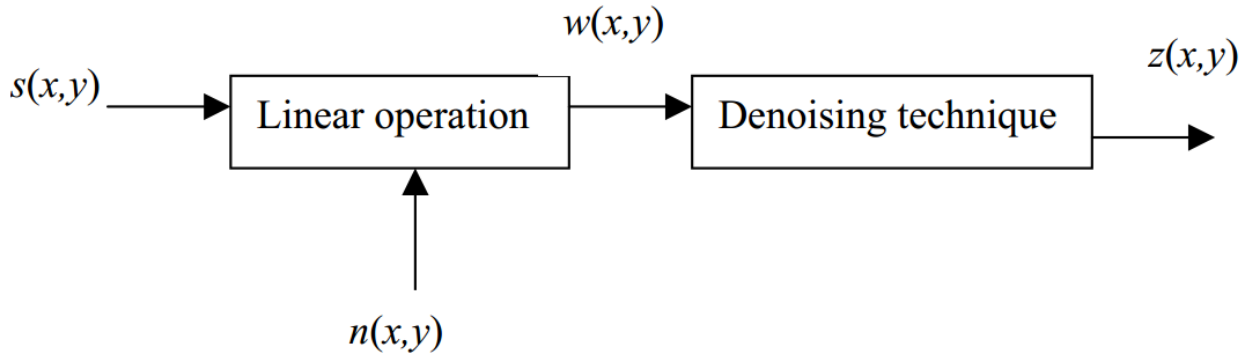 w(x,y)
s(x,y)
z(x,y)
Linear operation
Denoising technique
n(x,y)